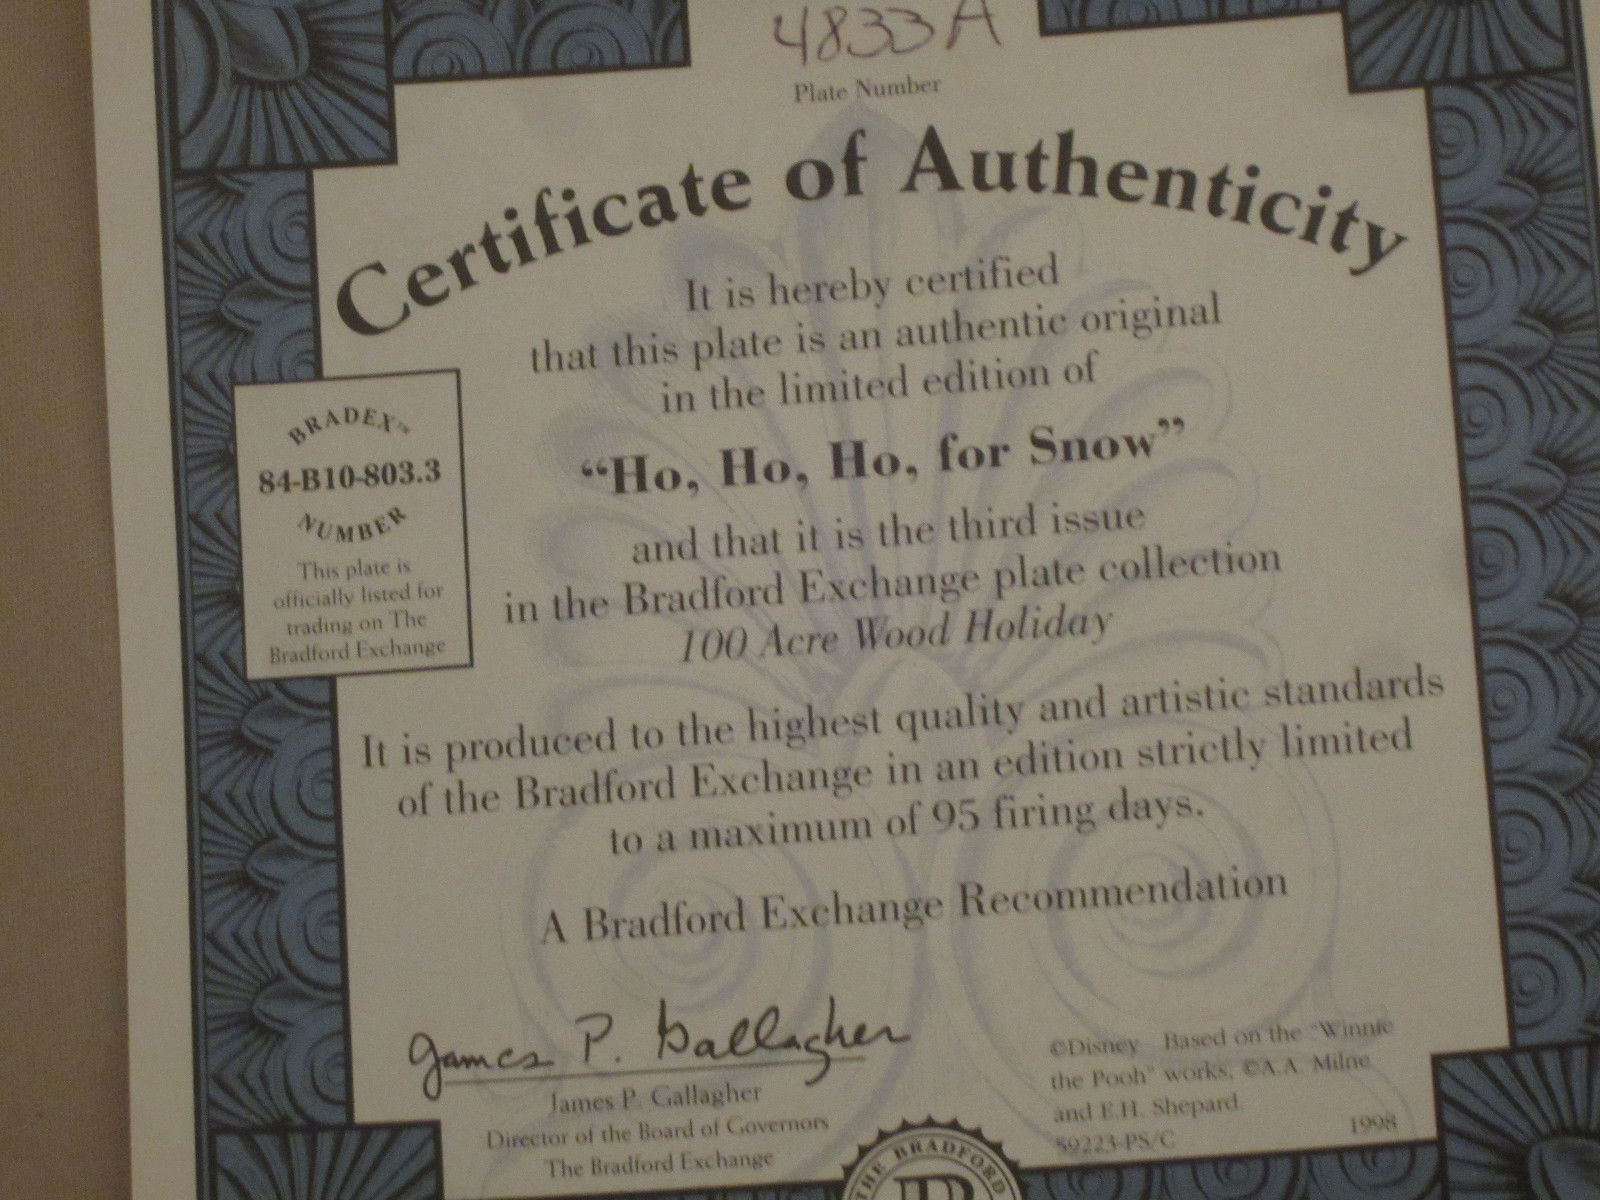 4833A
Plate Number
Certificate of Authenticity
It is hereby certified
that this plate is an authentic original
in the limited edition of
“Ho, Ho, Ho, for Snow”
and that it is the third issue
in the Bradford Exchange plate collection
100 Acre Wood Holiday
BRADEX™
84-B10-803.3
NUMBER
This plate is
officially listed for
trading on The
Bradford Exchange
It is produced to the highest quality and artistic standards
of the Bradford Exchange in an edition strictly limited
to a maximum of 95 firing days.
A Bradford Exchange Recommendation
James P. Gallagher
James P. Gallagher
Director of the Board of Governors
The Bradford Exchange
©Disney Based on the "Winnie
the Pooh" works, ©A.A. Milne
and E.H. Shepard.
59223-PS/C
1998
THE BRADFORD